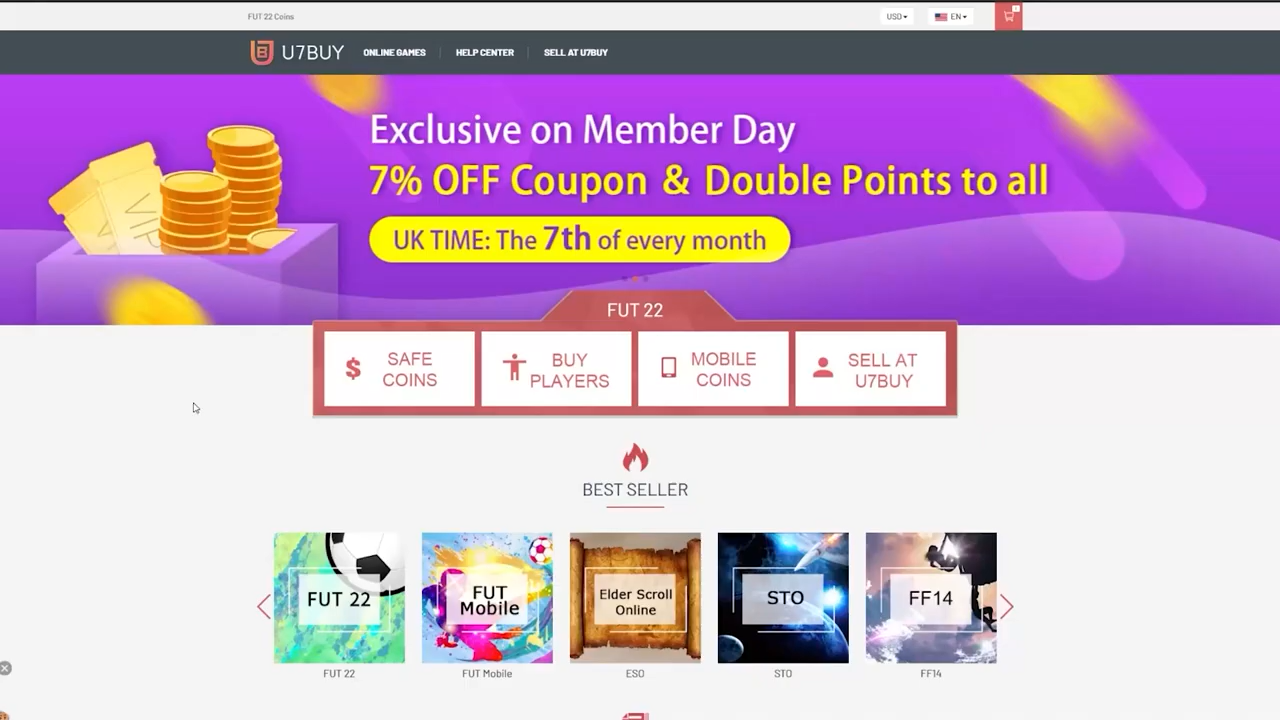 FUT 22 Coins
USD
EN
U7BUY
ONLINE GAMES
HELP CENTER
SELL AT U7BUY
Exclusive on Member Day
7% OFF Coupon & Double Points to all
UK TIME: The 7th of every month
FUT 22
SAFE
COINS
BUY
PLAYERS
MOBILE
COINS
SELL AT
U7BUY
BEST SELLER
FUT 22
FUT
Mobile
Elder Scroll
Online
STO
FF14
FUT 22
FUT Mobile
ESO
STO
FF14